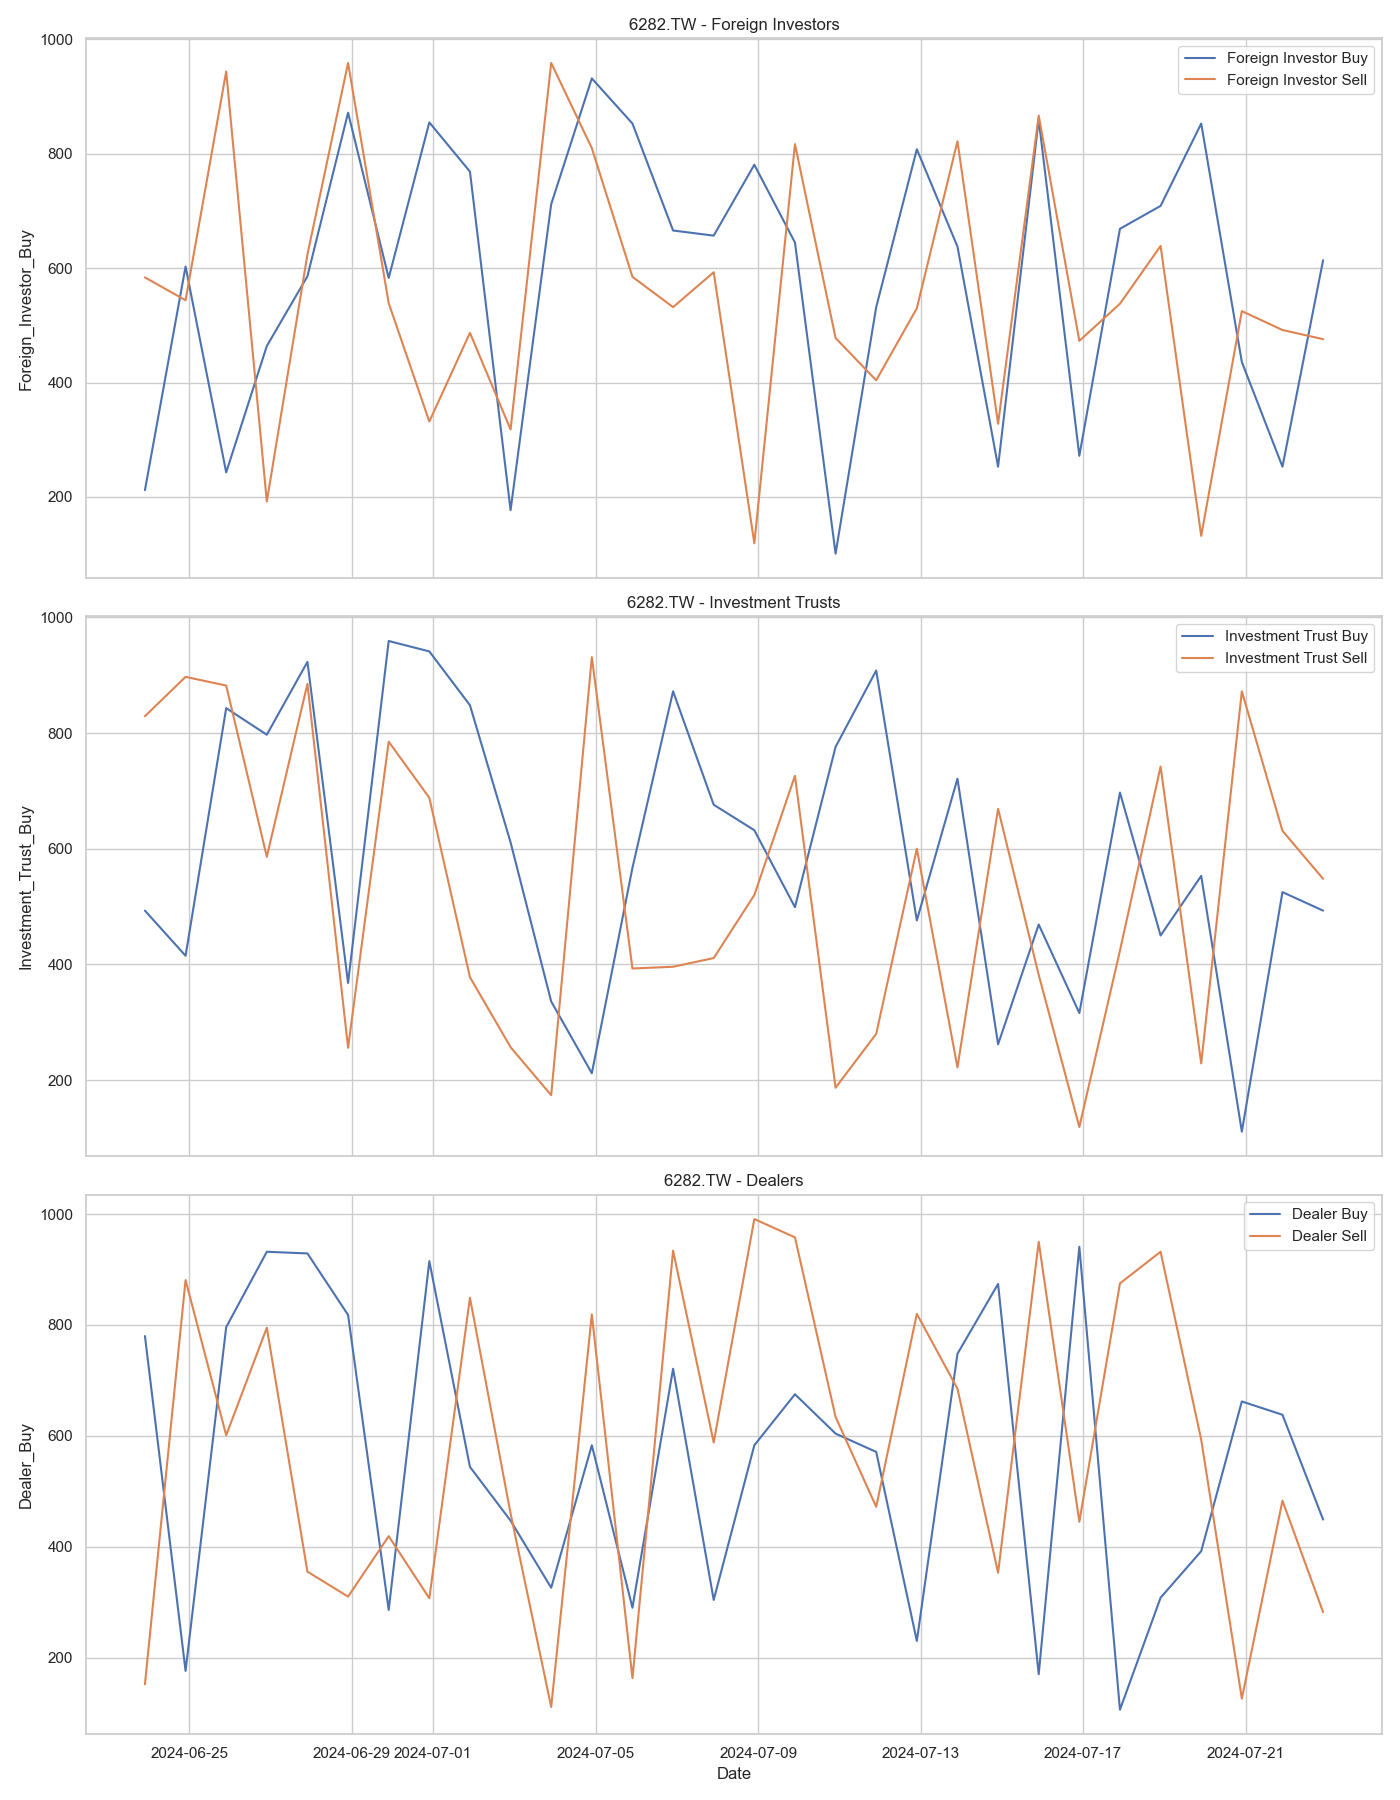 6282.TW - Foreign Investors
1000
800
600
400
200
Foreign_Investor_Buy
Foreign Investor Buy
Foreign Investor Sell
6282.TW - Investment Trusts
1000
800
600
400
200
Investment_Trust_Buy
Investment Trust Buy
Investment Trust Sell
6282.TW - Dealers
1000
800
600
400
200
Dealer_Buy
Dealer Buy
Dealer Sell
2024-06-25
2024-06-29
2024-07-01
2024-07-05
2024-07-09
2024-07-13
2024-07-17
2024-07-21
Date